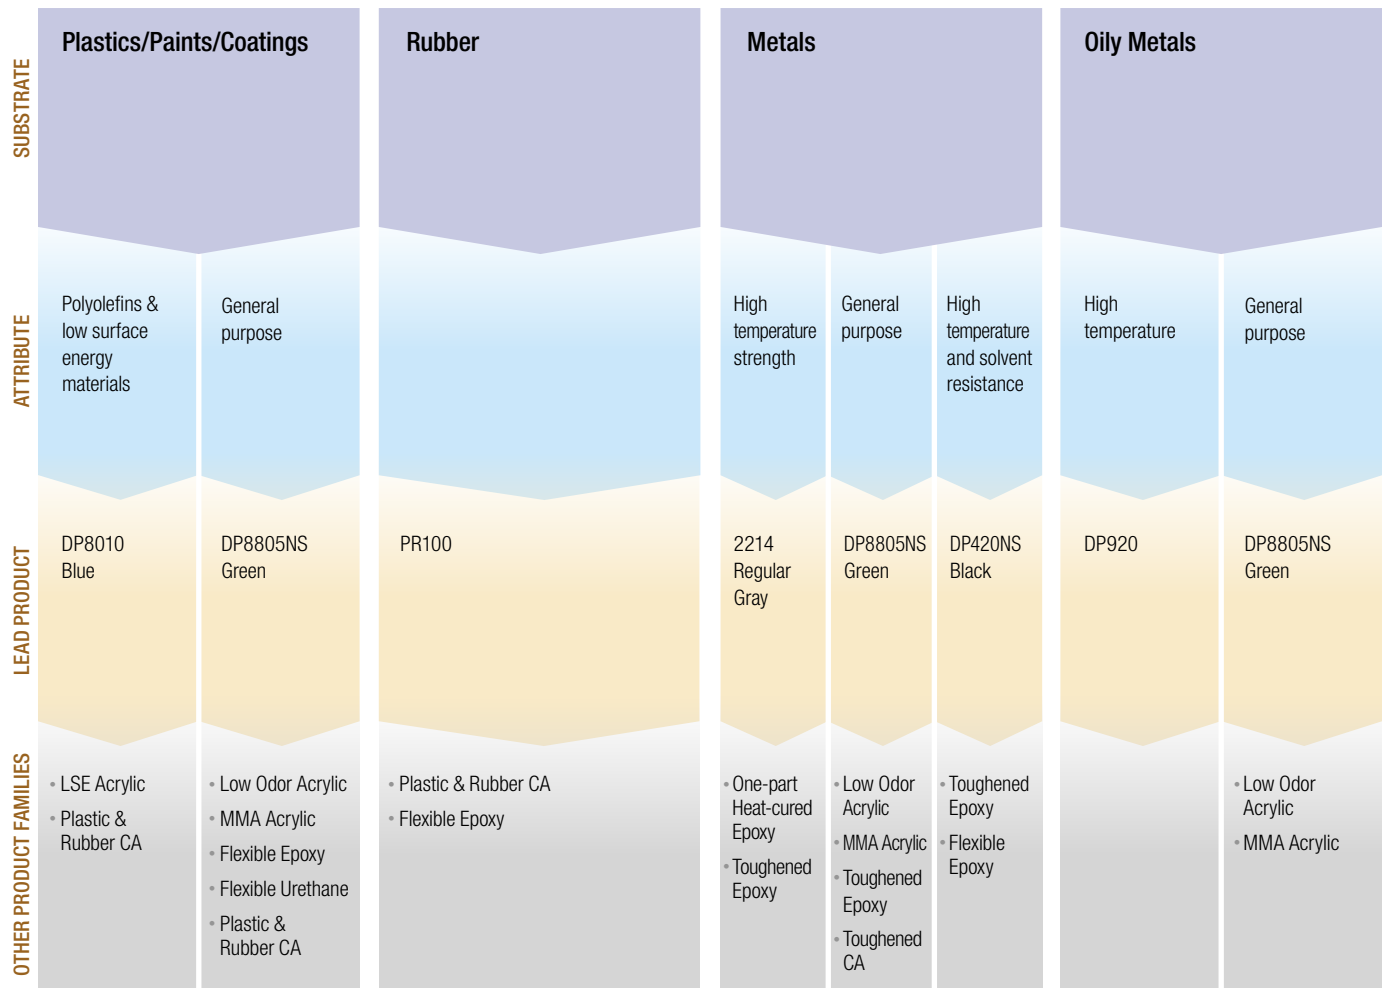 SUBSTRATE
Plastics/Paints/Coatings
Rubber
Metals
Oily Metals
ATTRIBUTE
Polyolefins &
low surface
energy
materials
General
purpose
High
temperature
strength
General
purpose
High
temperature
and solvent
resistance
High
temperature
General
purpose
LEAD PRODUCT
DP8010
Blue
DP8805NS
Green
PR100
2214
Regular
Gray
DP8805NS
Green
DP420NS
Black
DP920
DP8805NS
Green
OTHER PRODUCT FAMILIES
• LSE Acrylic
• Plastic &
Rubber CA
• Low Odor Acrylic
• MMA Acrylic
• Flexible Epoxy
• Flexible Urethane
• Plastic &
Rubber CA
• Plastic & Rubber CA
• Flexible Epoxy
• One-part
Heat-cured
Epoxy
• Toughened
Epoxy
• Low Odor
Acrylic
• MMA Acrylic
• Toughened
Epoxy
• Toughened
CA
• Toughened
Epoxy
• Flexible
Epoxy
• Low Odor
Acrylic
• MMA Acrylic